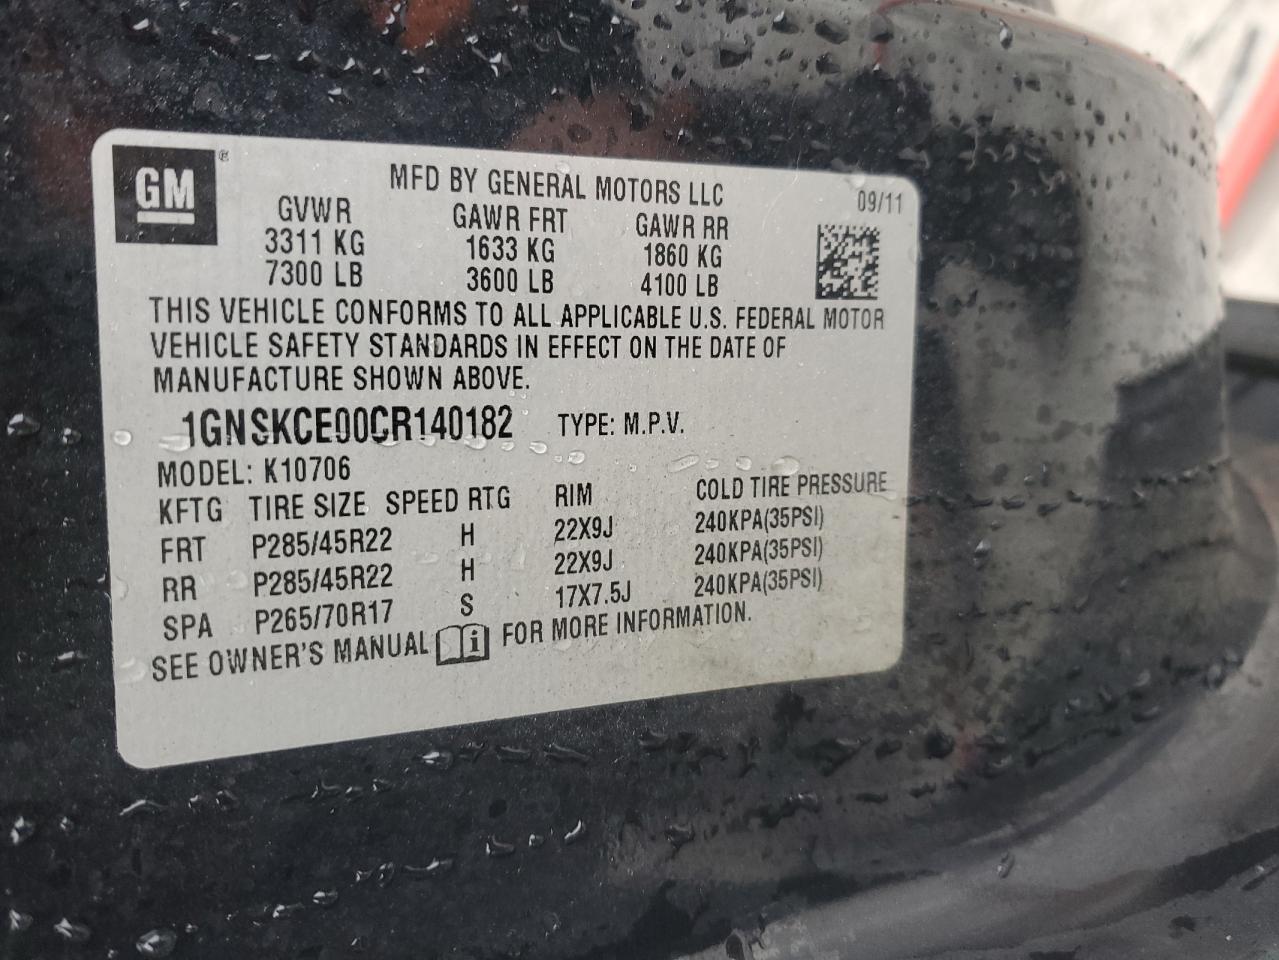 GM ®
MFD BY GENERAL MOTORS LLC
09/11
GVWR GAWR FRT GAWR RR
3311 KG 1633 KG 1860 KG
7300 LB 3600 LB 4100 LB
THIS VEHICLE CONFORMS TO ALL APPLICABLE U.S. FEDERAL MOTOR
VEHICLE SAFETY STANDARDS IN EFFECT ON THE DATE OF
MANUFACTURE SHOWN ABOVE.
1GNSKCE00CR140182 TYPE: M.P.V.
MODEL: K10706
KFTG TIRE SIZE SPEED RTG RIM COLD TIRE PRESSURE
FRT P285/45R22 H 22X9J 240KPA(35PSI)
RR P285/45R22 H 22X9J 240KPA(35PSI)
SPA P265/70R17 S 17X7.5J 240KPA(35PSI)
SEE OWNER'S MANUAL i FOR MORE INFORMATION.